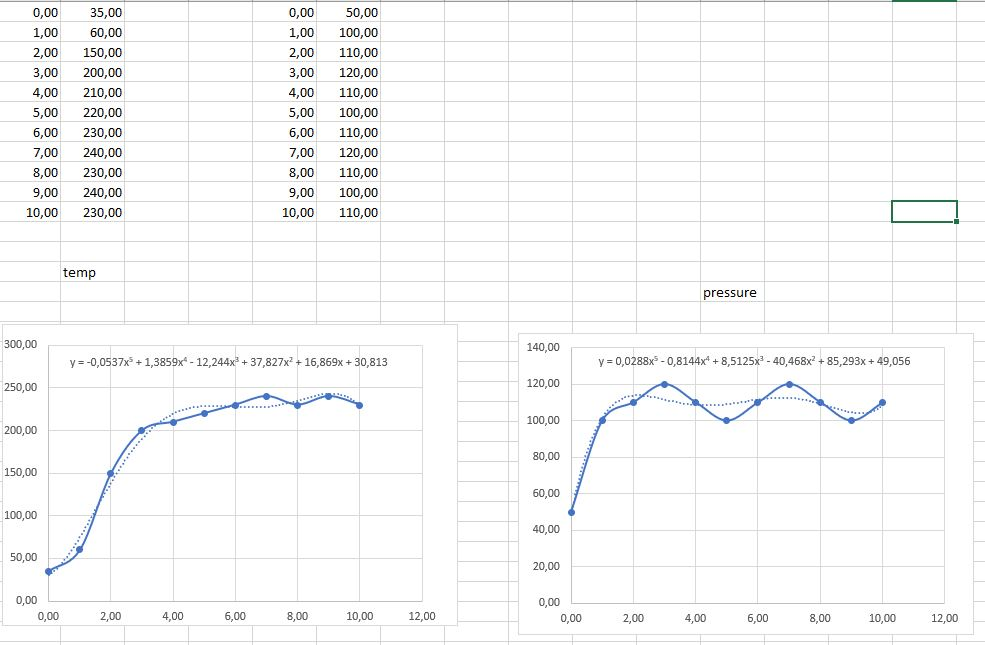 0,00 35,00 0,00 50,00
1,00 60,00 1,00 100,00
2,00 150,00 2,00 110,00
3,00 200,00 3,00 120,00
4,00 210,00 4,00 110,00
5,00 220,00 5,00 100,00
6,00 230,00 6,00 110,00
7,00 240,00 7,00 120,00
8,00 230,00 8,00 110,00
9,00 240,00 9,00 100,00
10,00 230,00 10,00 110,00
temp
pressure
y = -0,0537x⁵ + 1,3859x⁴ - 12,244x³ + 37,827x² + 16,869x + 30,813
300,00
250,00
200,00
150,00
100,00
50,00
0,00
0,00 2,00 4,00 6,00 8,00 10,00 12,00
y = 0,0288x⁵ - 0,8144x⁴ + 8,5125x³ - 40,468x² + 85,293x + 49,056
140,00
120,00
100,00
80,00
60,00
40,00
20,00
0,00
0,00 2,00 4,00 6,00 8,00 10,00 12,00